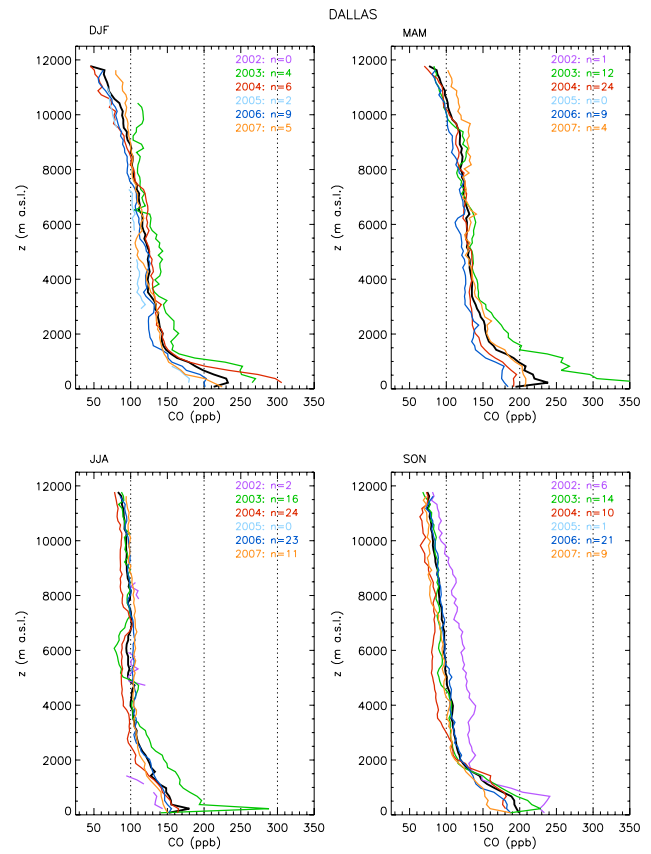 DALLAS
DJF
2002: n=0
2003: n=4
2004: n=6
2005: n=2
2006: n=9
2007: n=5
12000
10000
8000
6000
4000
2000
0
z (m a.s.l.)
50 100 150 200 250 300 350
CO (ppb)
MAM
2002: n=1
2003: n=12
2004: n=24
2005: n=0
2006: n=9
2007: n=4
12000
10000
8000
6000
4000
2000
0
z (m a.s.l.)
50 100 150 200 250 300 350
CO (ppb)
JJA
2002: n=2
2003: n=16
2004: n=24
2005: n=0
2006: n=23
2007: n=11
12000
10000
8000
6000
4000
2000
0
z (m a.s.l.)
50 100 150 200 250 300 350
CO (ppb)
SON
2002: n=6
2003: n=14
2004: n=10
2005: n=1
2006: n=21
2007: n=9
12000
10000
8000
6000
4000
2000
0
z (m a.s.l.)
50 100 150 200 250 300 350
CO (ppb)